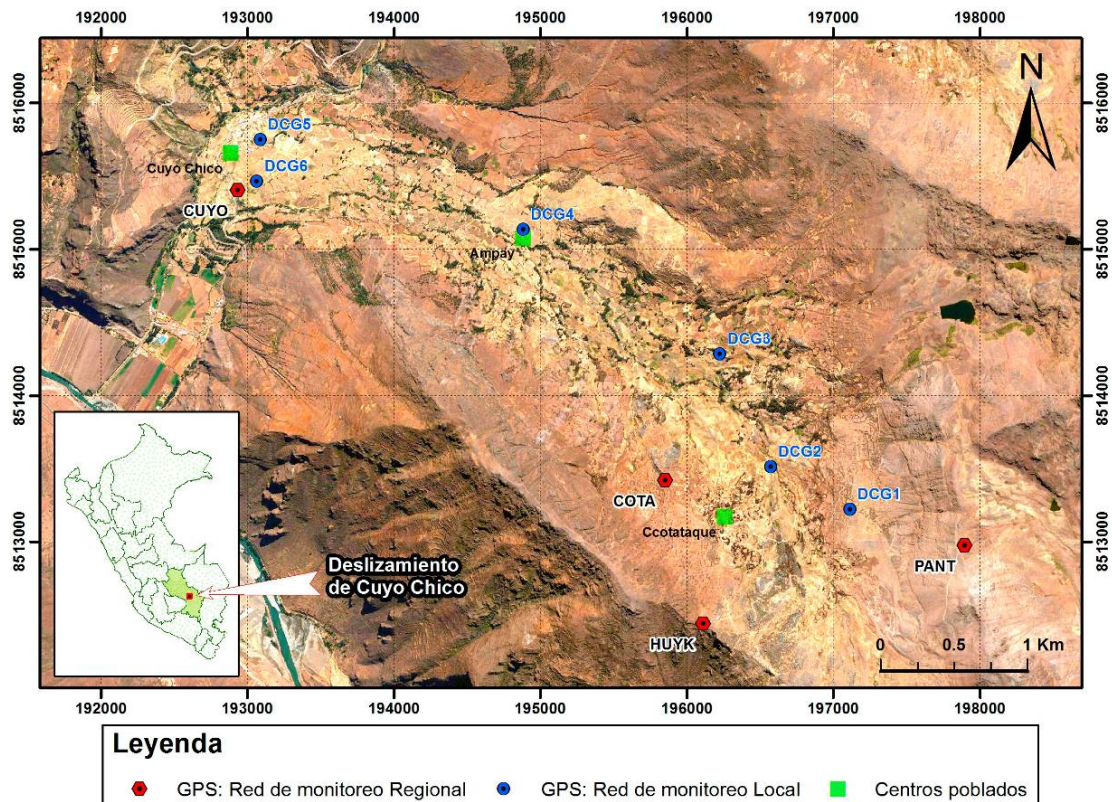 192000 193000 194000 195000 196000 197000 198000
8516000 8516000
8515000 8515000
8514000 8514000
8513000 8513000
N
DCG5
Cuyo Chico
DCG6
CUYO
DCG4
Ampay
DCG3
DCG2
COTA
DCG1
Ccotataque
PANT
HUYK
Deslizamiento
de Cuyo Chico
0 0.5 1 Km
192000 193000 194000 195000 196000 197000 198000
Leyenda
GPS: Red de monitoreo Regional GPS: Red de monitoreo Local Centros poblados